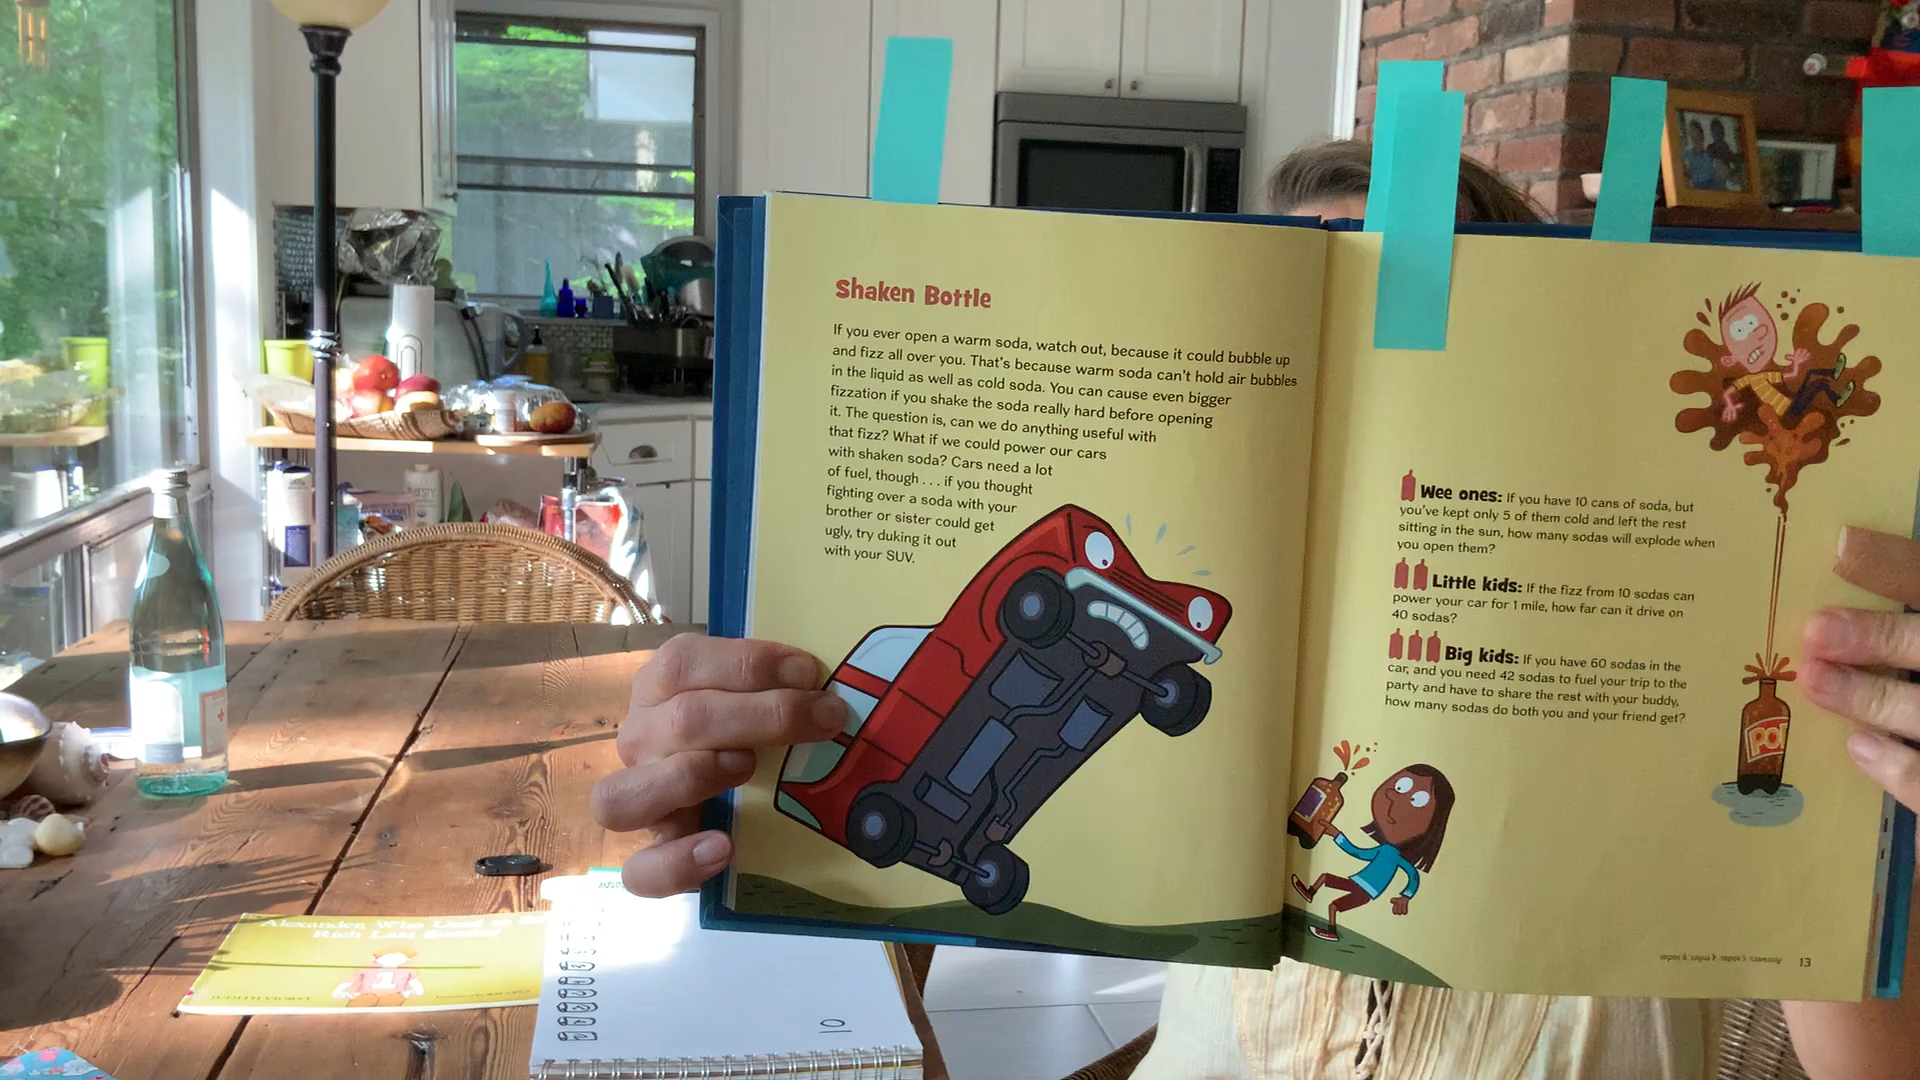 Shaken Bottle
If you ever open a warm soda, watch out, because it could bubble up
and fizz all over you. That's because warm soda can't hold air bubbles
in the liquid as well as cold soda. You can cause even bigger
fizzation if you shake the soda really hard before opening
it. The question is, can we do anything useful with
that fizz? What if we could power our cars
with shaken soda? Cars need a lot
of fuel, though . . . if you thought
fighting over a soda with your
brother or sister could get
ugly, try duking it out
with your SUV.
Wee ones: If you have 10 cans of soda, but
you've kept only 5 of them cold and left the rest
sitting in the sun, how many sodas will explode when
you open them?
Little kids: If the fizz from 10 sodas can
power your car for 1 mile, how far can it drive on
40 sodas?
Big kids: If you have 60 sodas in the
car, and you need 42 sodas to fuel your trip to the
party and have to share the rest with your buddy,
how many sodas do both you and your friend get?
13
Alexander, Who Used to
Rich Last Sunday